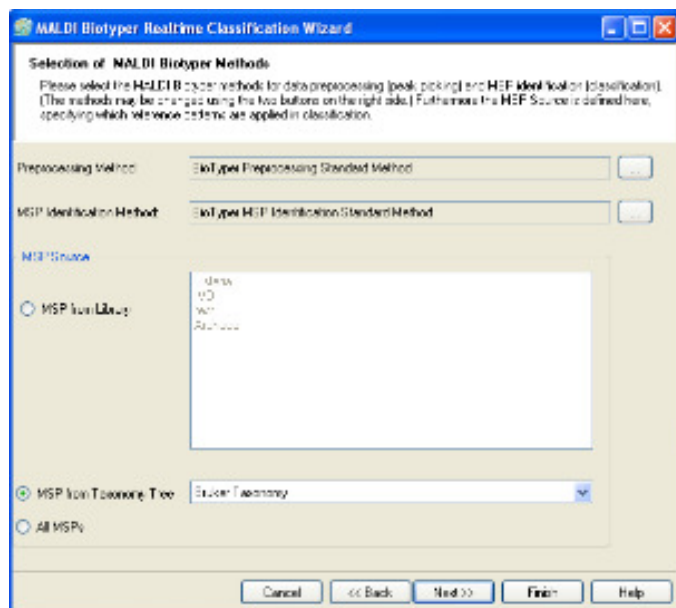 MALDI Biotyper Realtime Classification Wizard
Selection of MALDI Biotyper Methods
Please select the MALDI Biotyper methods for data preprocessing (peak picking) and MSP identification (classification).
(The methods may be changed using the two buttons on the right side.) Furthermore the MSP Source is defined here,
specifying which reference patterns are applied in classification.
Preprocessing Method:
BioTyper Preprocessing Standard Method
...
MSP Identification Method:
BioTyper MSP Identification Standard Method
...
MSP Source
MSP from Library
MSP from Taxonomy Tree
Bruker Taxonomy
All MSPs
Cancel
<< Back
Next >>
Finish
Help